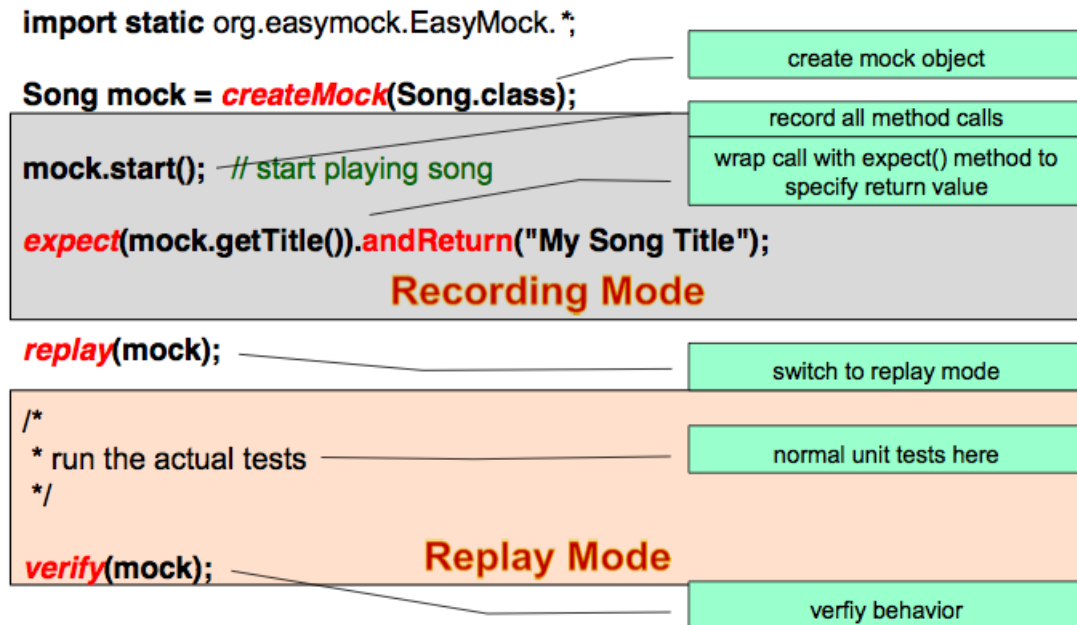 import static org.easymock.EasyMock.*;
create mock object
Song mock = createMock(Song.class);
record all method calls
mock.start(); // start playing song
wrap call with expect() method to
specify return value
expect(mock.getTitle()).andReturn("My Song Title");
Recording Mode
replay(mock);
switch to replay mode
/*
* run the actual tests
normal unit tests here
*/
Replay Mode
verify(mock);
verfiy behavior